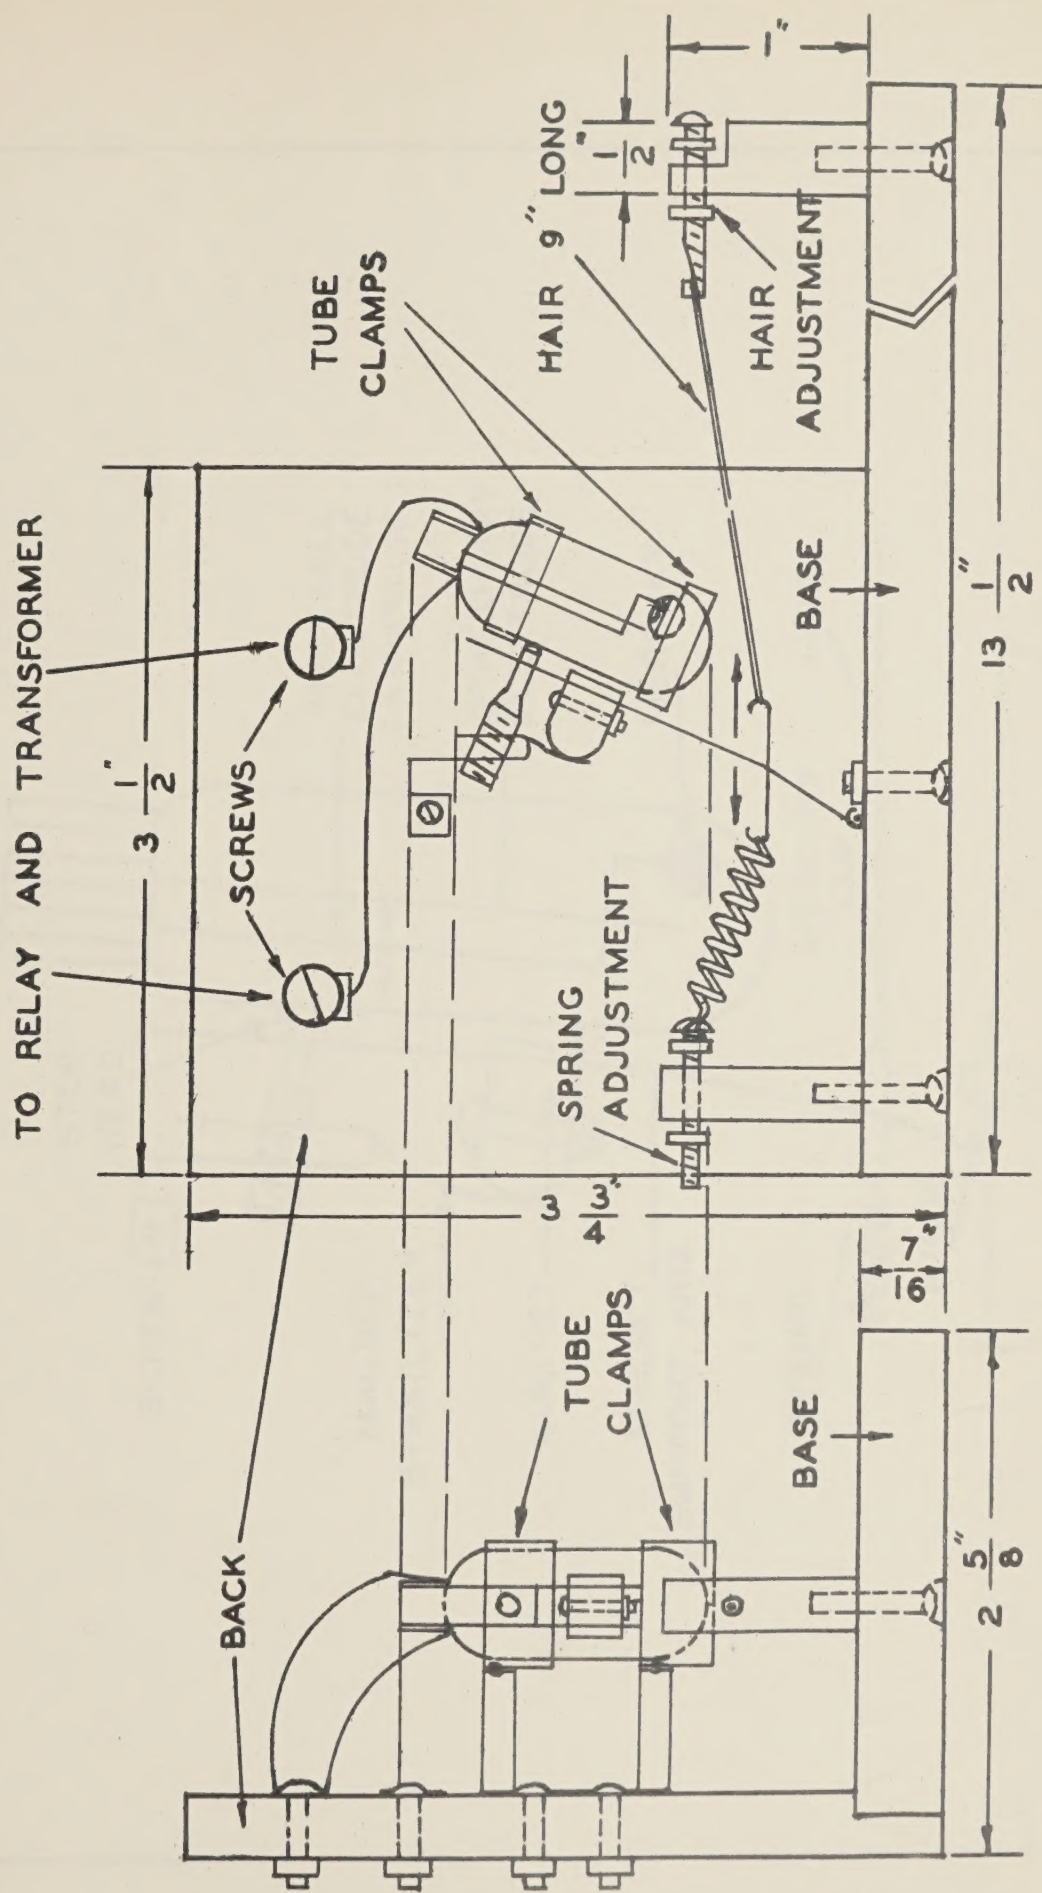 TO RELAY AND TRANSFORMER
3 1/2"
SCREWS
BACK
TUBE
CLAMPS
HAIR 9" LONG
1/2"
1"
HAIR
ADJUSTMENT
SPRING
ADJUSTMENT
BASE
13 1/2"
3 3/4"
7/16"
TUBE
CLAMPS
BASE
2 5/8"